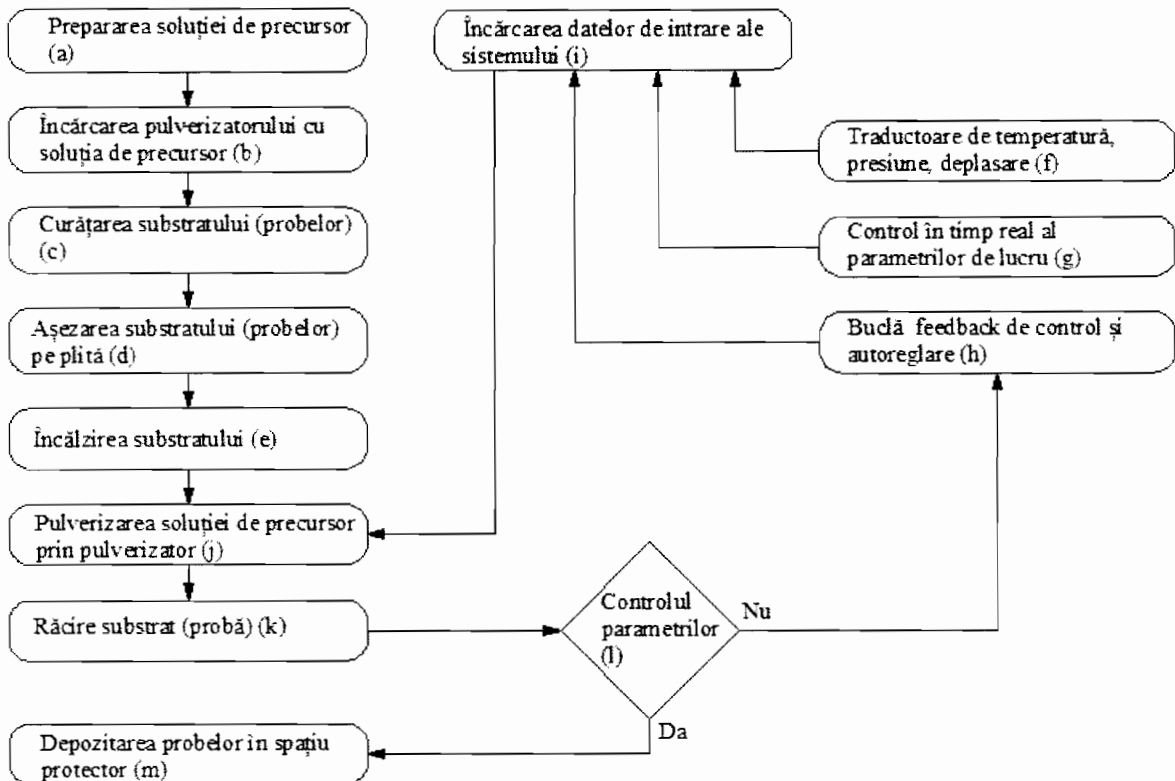 Prepararea soluției de precursor
(a)
Încărcarea pulverizatorului cu
soluția de precursor (b)
Curățarea substratului (probelor)
(c)
Așezarea substratului (probelor)
pe plită (d)
Încălzirea substratului (e)
Pulverizarea soluției de precursor
prin pulverizator (j)
Răcire substrat (probă) (k)
Depozitarea probelor în spațiu
protector (m)
Încărcarea datelor de intrare ale
sistemului (i)
Traductoare de temperatură,
presiune, deplasare (f)
Control în timp real al
parametrilor de lucru (g)
Buclă feedback de control și
autoreglare (h)
Controlul
parametrilor
(l)
Nu
Da